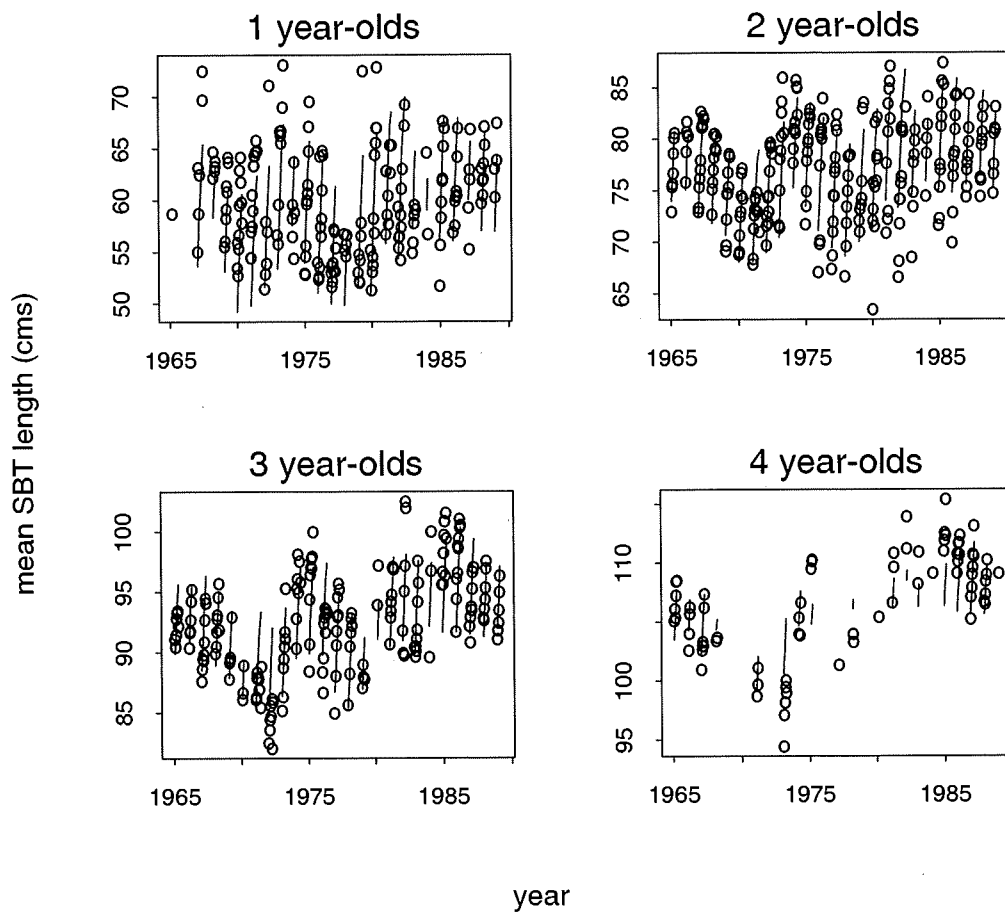 1 year-olds
2 year-olds
50 55 60 65 70
65 70 75 80 85
1965 1975 1985
1965 1975 1985
mean SBT length (cms)
3 year-olds
4 year-olds
85 90 95 100
95 100 110
1965 1975 1985
1965 1975 1985
year